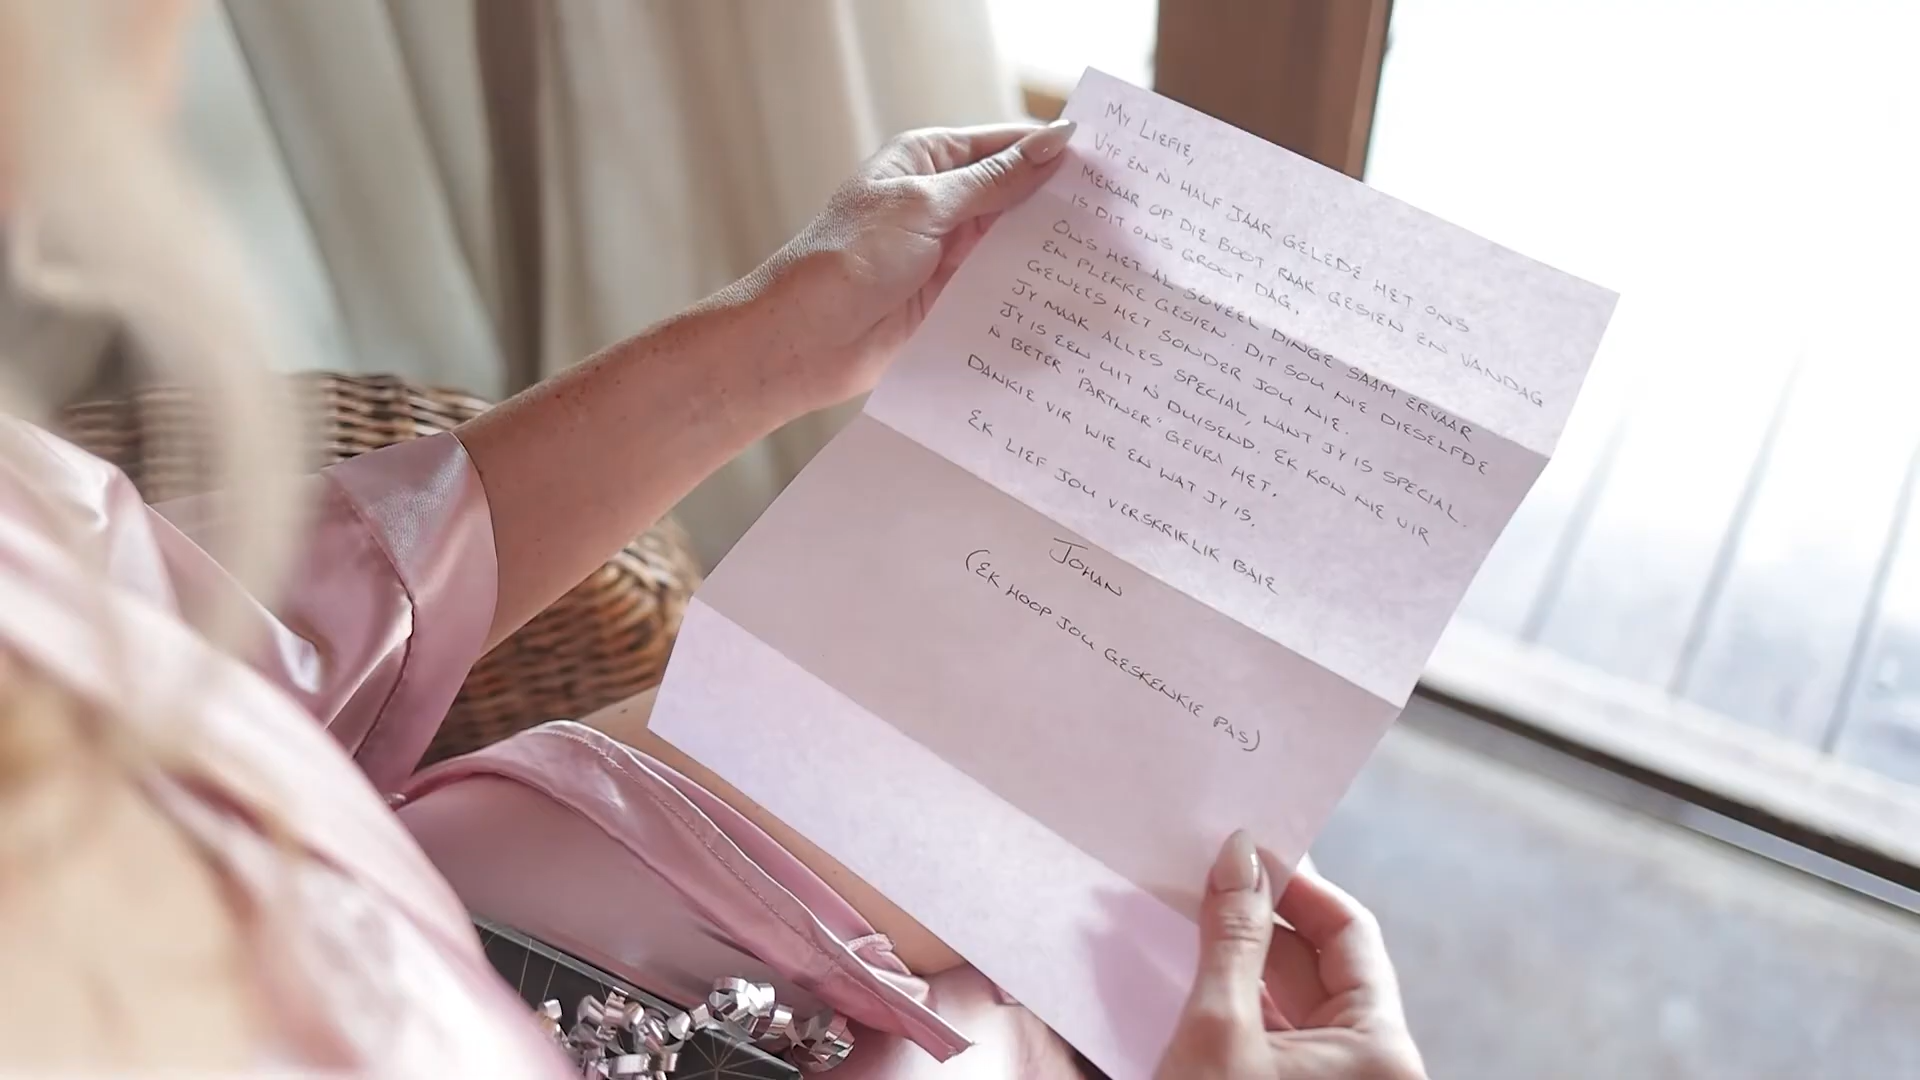 MY LIEFIE,
VYF EN 'N HALF JAAR GELEDE HET ONS
MEKAAR OP DIE BOOT RAAK GESIEN EN VANDAG
IS DIT ONS GROOT DAG.
ONS HET AL SOVEEL DINGE SAAM ERVAAR
EN PLEKKE GESIEN. DIT SOU NIE DIESELFDE
GEWEES HET SONDER JOU NIE.
JY MAAK ALLES SPECIAL, WANT JY IS SPECIAL.
JY IS EEN UIT 'N DUISEND. EK KON NIE VIR
'N BETER "PARTNER" GEVRA HET.
DANKIE VIR WIE EN WAT JY IS.
EK LIEF JOU VERSKRIKLIK BAIE
JOHAN
(EK HOOP JOU GESKENKIE PAS)